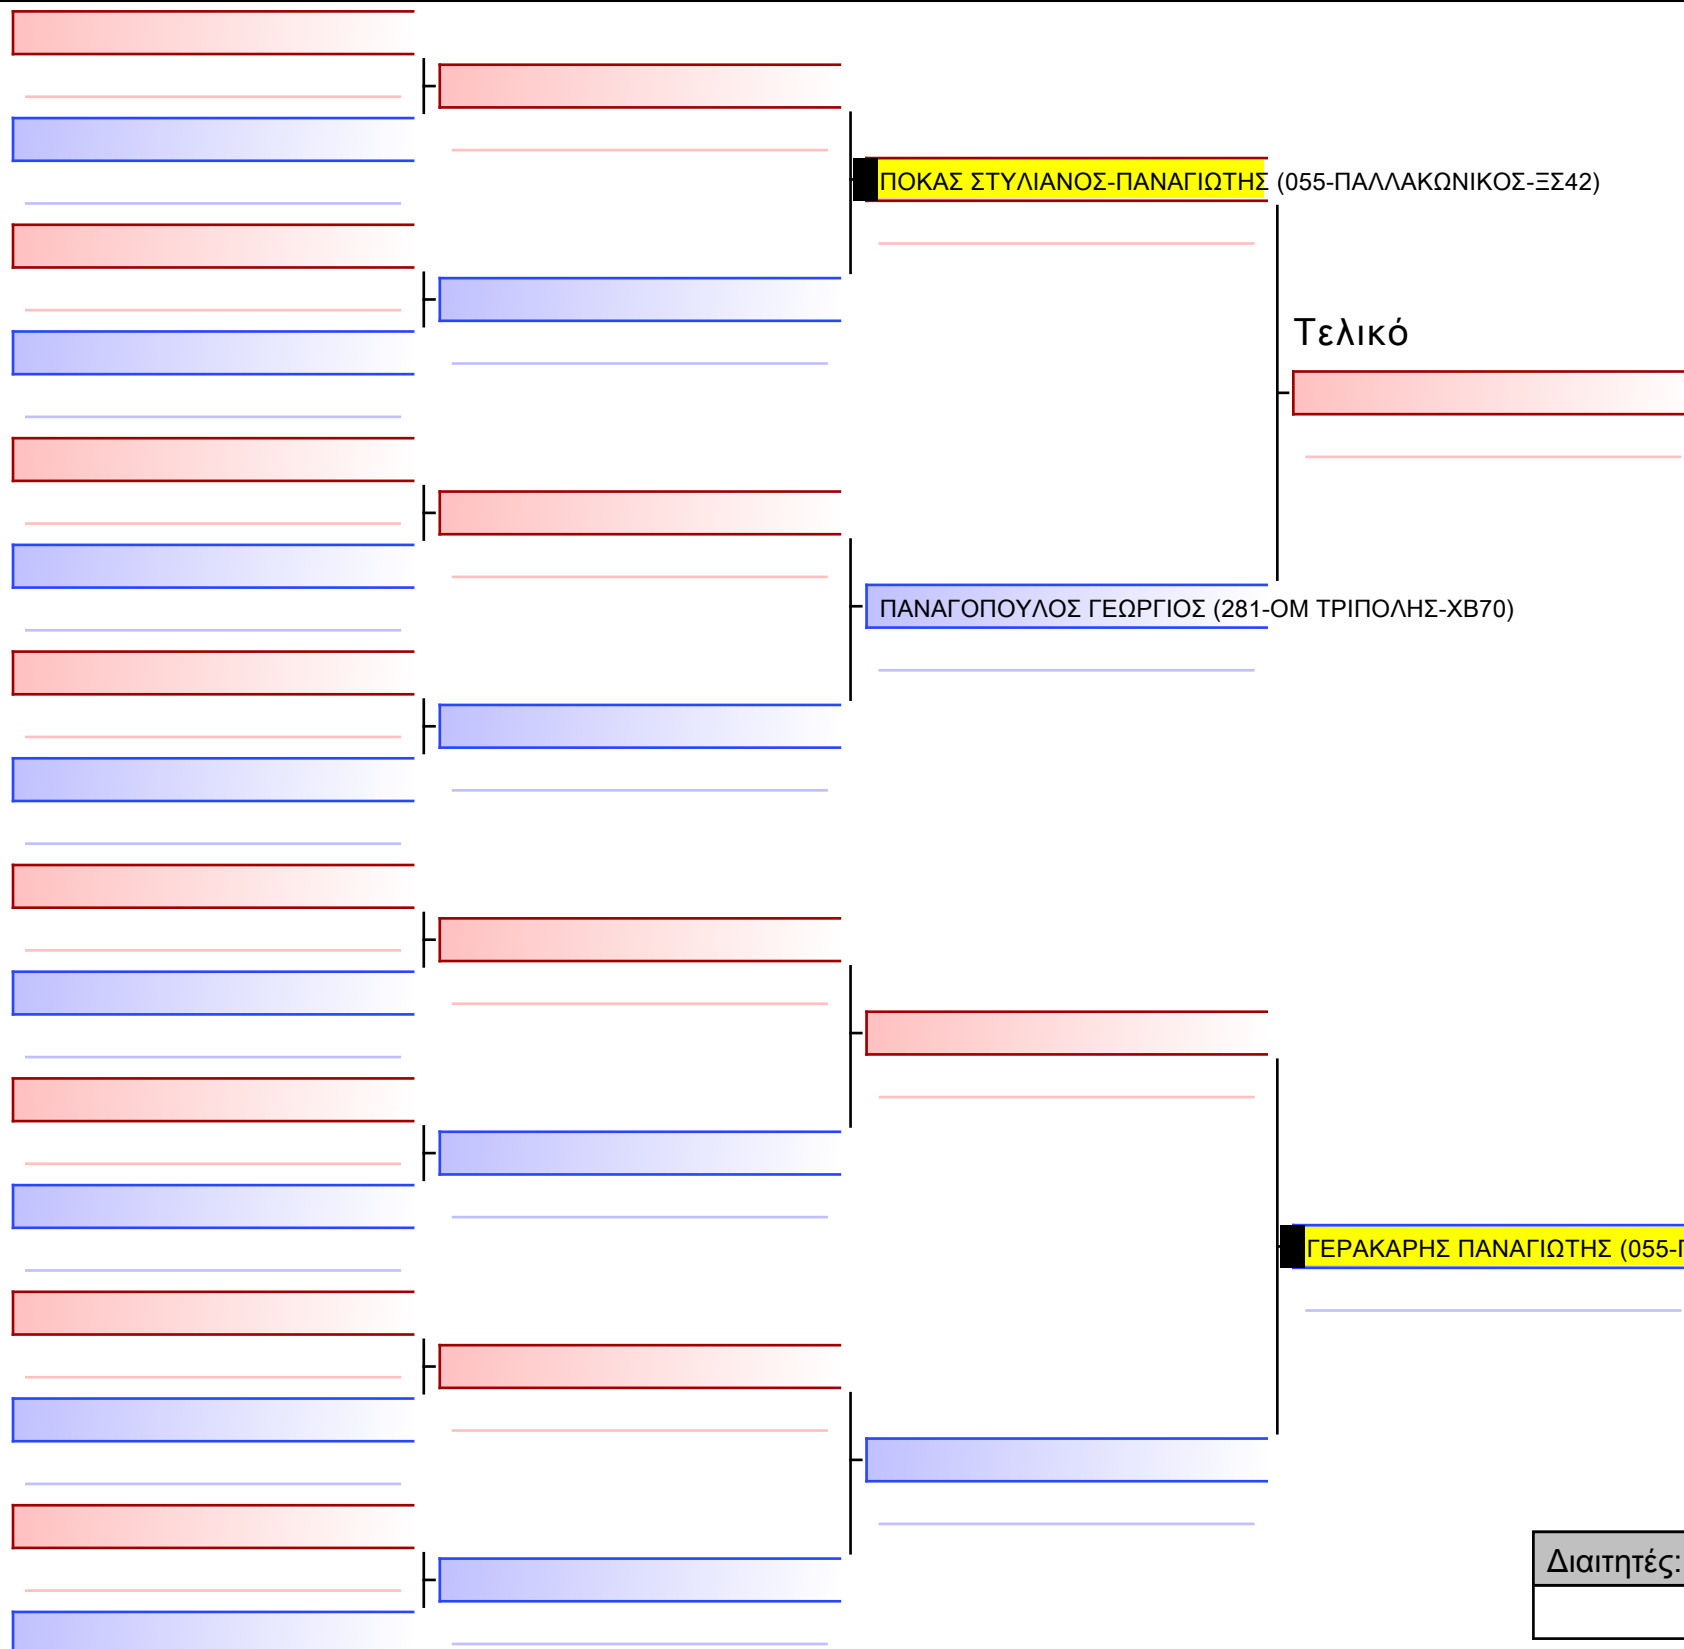 ΠΟΚΑΣ ΣΤΥΛΙΑΝΟΣ-ΠΑΝΑΓΙΩΤΗΣ (055-ΠΑΛΛΑΚΩΝΙΚΟΣ-ΞΣ42)
Τελικό
ΠΑΝΑΓΟΠΟΥΛΟΣ ΓΕΩΡΓΙΟΣ (281-ΟΜ ΤΡΙΠΟΛΗΣ-ΧΒ70)
ΓΕΡΑΚΑΡΗΣ ΠΑΝΑΓΙΩΤΗΣ (055-
Διαιτητές: